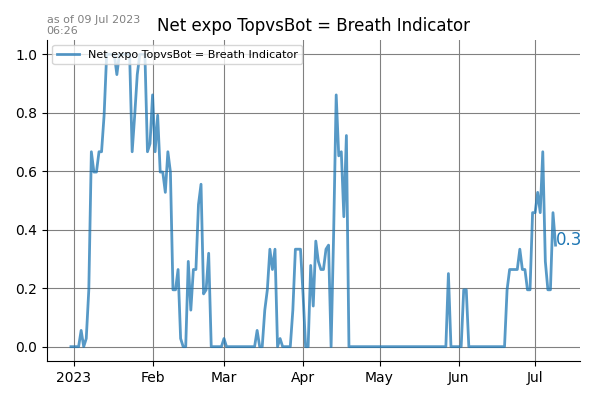 as of 09 Jul 2023
06:26
Net expo TopvsBot = Breath Indicator
Net expo TopvsBot = Breath Indicator
1.0
0.8
0.6
0.4
0.2
0.0
0.3
2023 Feb Mar Apr May Jun Jul